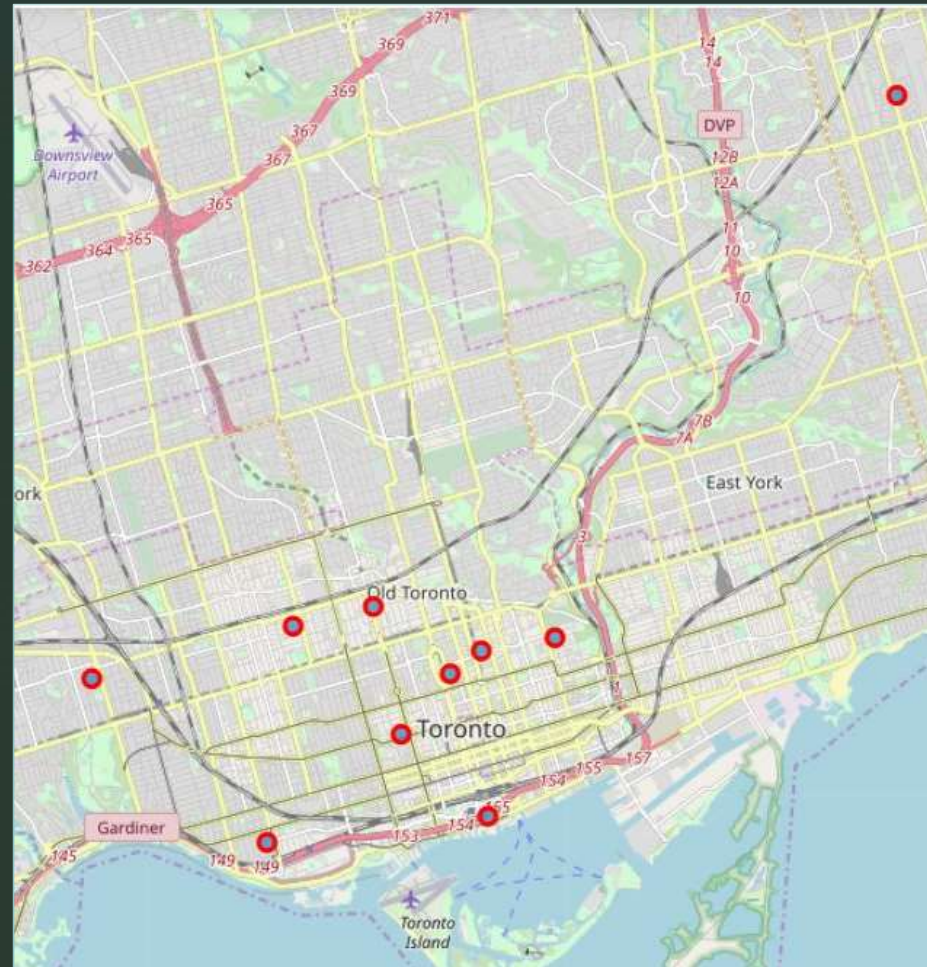 371
369
14
14
369
DVP
Downsview
Airport
367
367
12B
12A
365
11
10
365
364
362
10
7B
7A
East York
ork
3
Old Toronto
Toronto
157
155
154
155
154
153
Gardiner
145
149
149
Toronto
Island